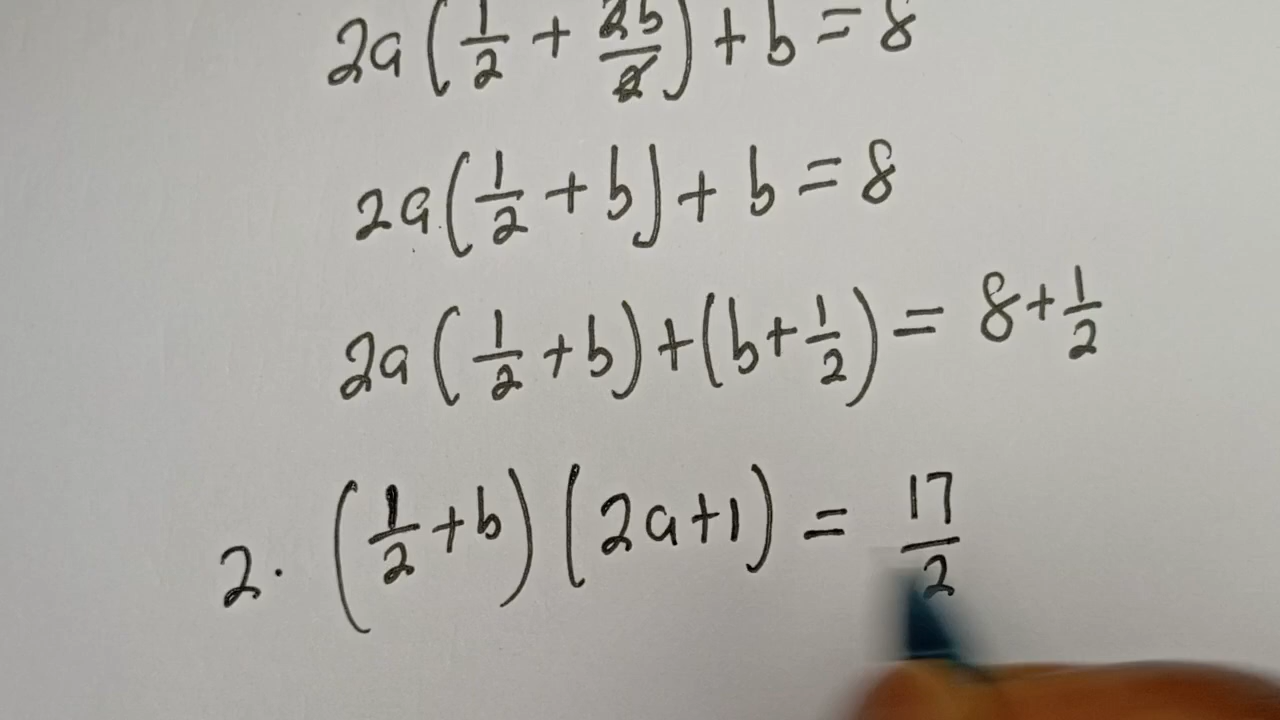 2a(1/2 + 2b/2) + b = 8
2a(1/2 + b) + b = 8
2a(1/2 + b) + (b + 1/2) = 8 + 1/2
2· (1/2 + b)(2a + 1) = 17/2